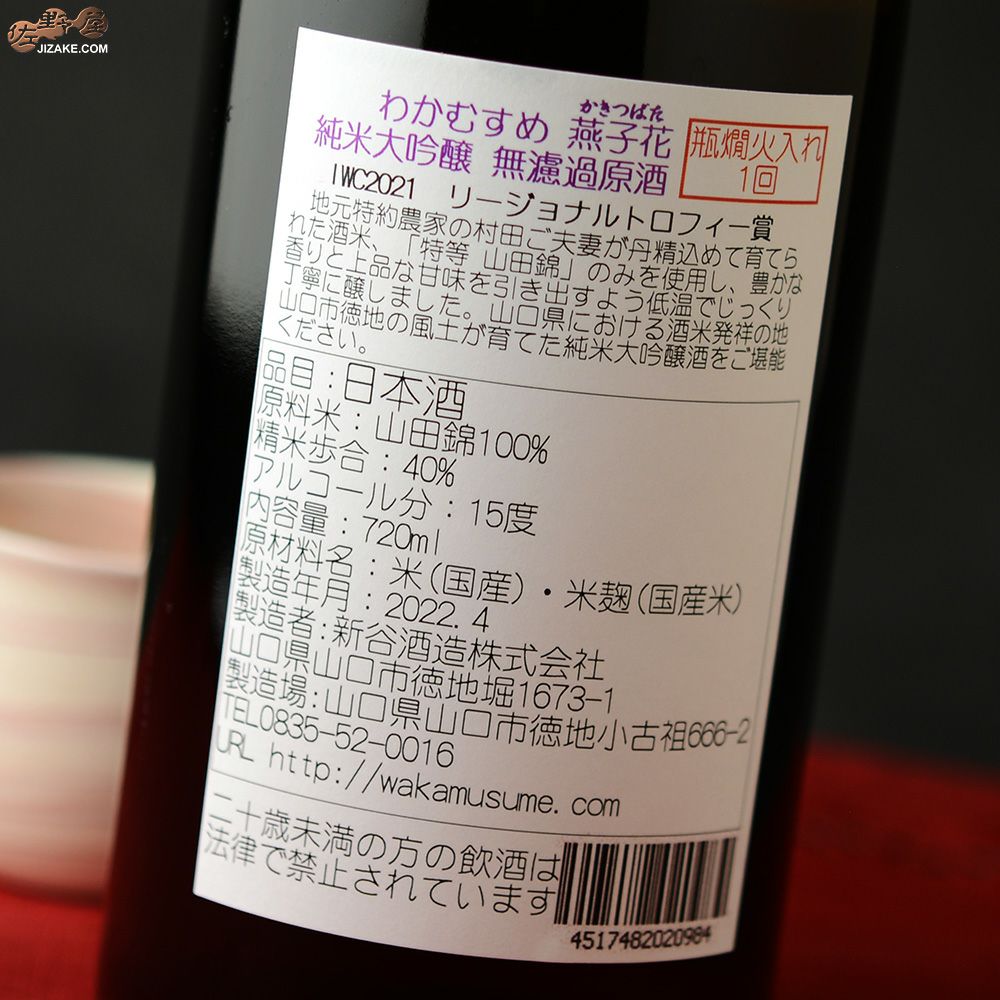 佐野屋
JIZAKE.COM
わかむすめ 燕子花
かきつばた
純米大吟醸 無濾過原酒
瓶燗火入れ
1回
IWC2021 リージョナルトロフィー賞
地元特約農家の村田ご夫妻が丹精込めて育てら
れた酒米、「特等 山田錦」のみを使用し、豊かな
香りと上品な甘味を引き出すよう低温でじっくり
丁寧に醸しました。山口県における酒米発祥の地
山口市徳地の風土が育てた純米大吟醸酒をご堪能
ください。
品目:日本酒
原料米:山田錦100%
精米歩合:40%
アルコール分:15度
内容量:720ml
原材料名:米(国産)・米麹(国産米)
製造年月:2022.4
製造者:新谷酒造株式会社
山口県山口市徳地堀1673-1
製造場:山口県山口市徳地小古祖666-2
TEL0835-52-0016
URL http://wakamusume.com
二十歳未満の方の飲酒は
法律で禁止されています
4517482020984